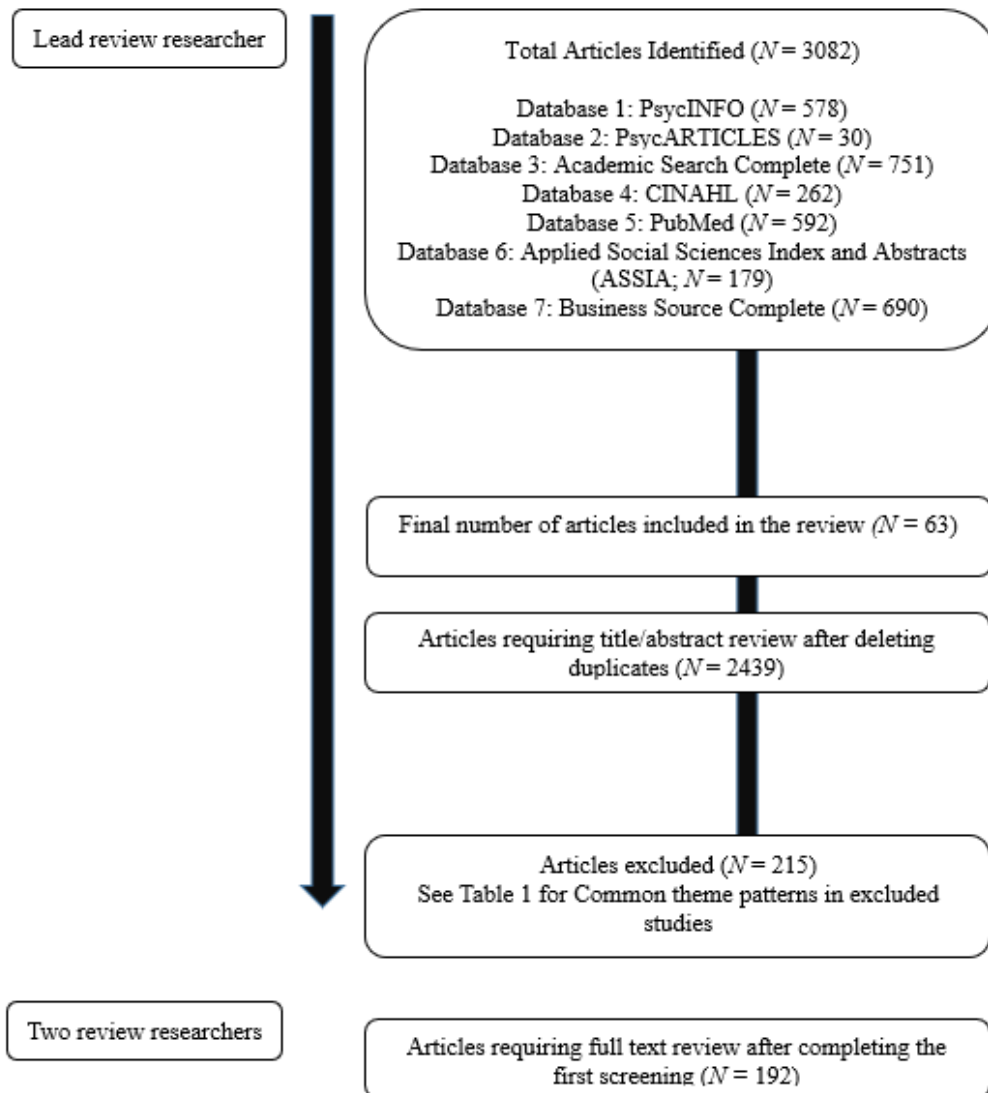 Lead review researcher
Total Articles Identified (N = 3082)
Database 1: PsycINFO (N = 578)
Database 2: PsycARTICLES (N = 30)
Database 3: Academic Search Complete (N = 751)
Database 4: CINAHL (N = 262)
Database 5: PubMed (N = 592)
Database 6: Applied Social Sciences Index and Abstracts
(ASSIA; N = 179)
Database 7: Business Source Complete (N = 690)
Final number of articles included in the review (N = 63)
Articles requiring title/abstract review after deleting
duplicates (N = 2439)
Articles excluded (N = 215)
See Table 1 for Common theme patterns in excluded
studies
Two review researchers
Articles requiring full text review after completing the
first screening (N = 192)